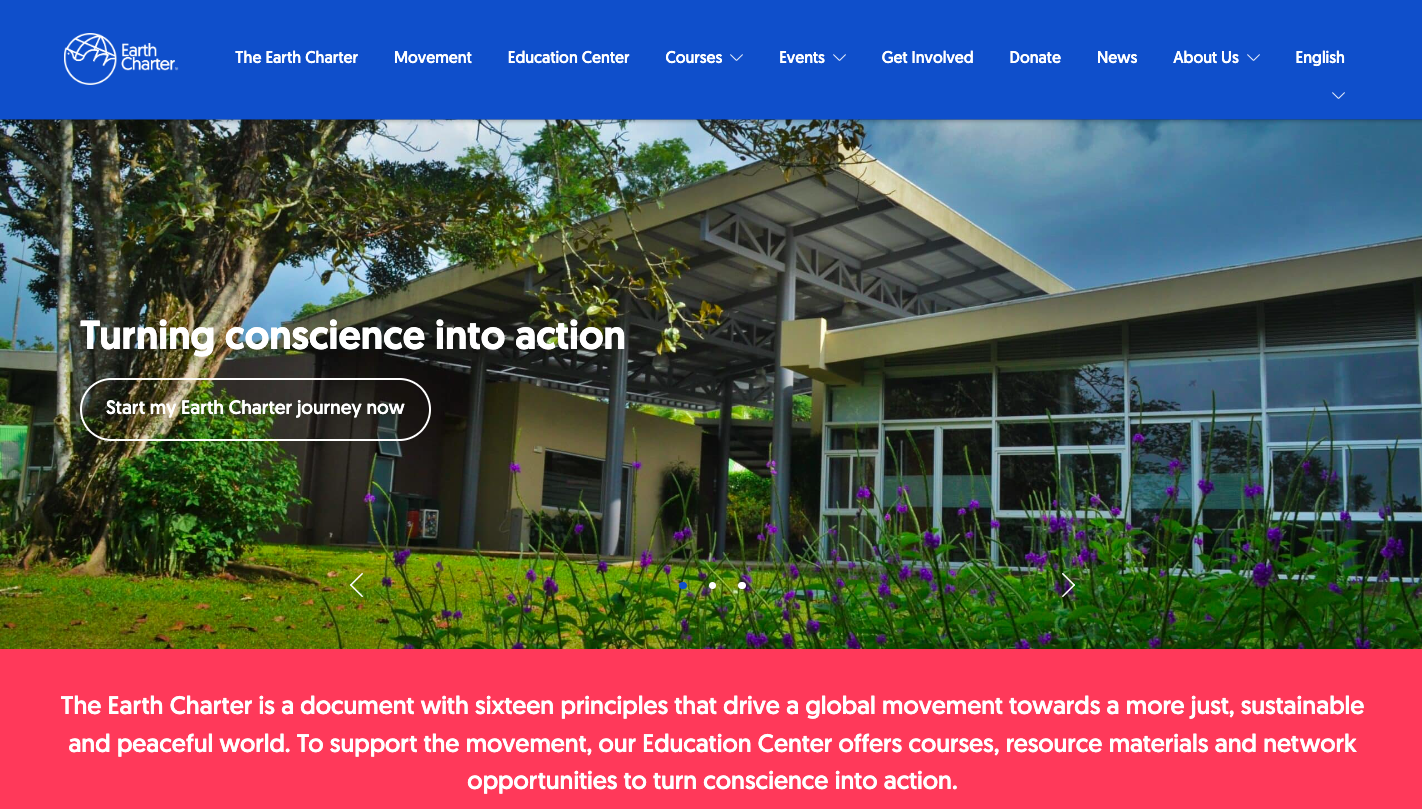 Earth
Charter.
The Earth Charter
Movement
Education Center
Courses
Events
Get Involved
Donate
News
About Us
English
Turning conscience into action
Start my Earth Charter journey now
The Earth Charter is a document with sixteen principles that drive a global movement towards a more just, sustainable
and peaceful world. To support the movement, our Education Center offers courses, resource materials and network
opportunities to turn conscience into action.